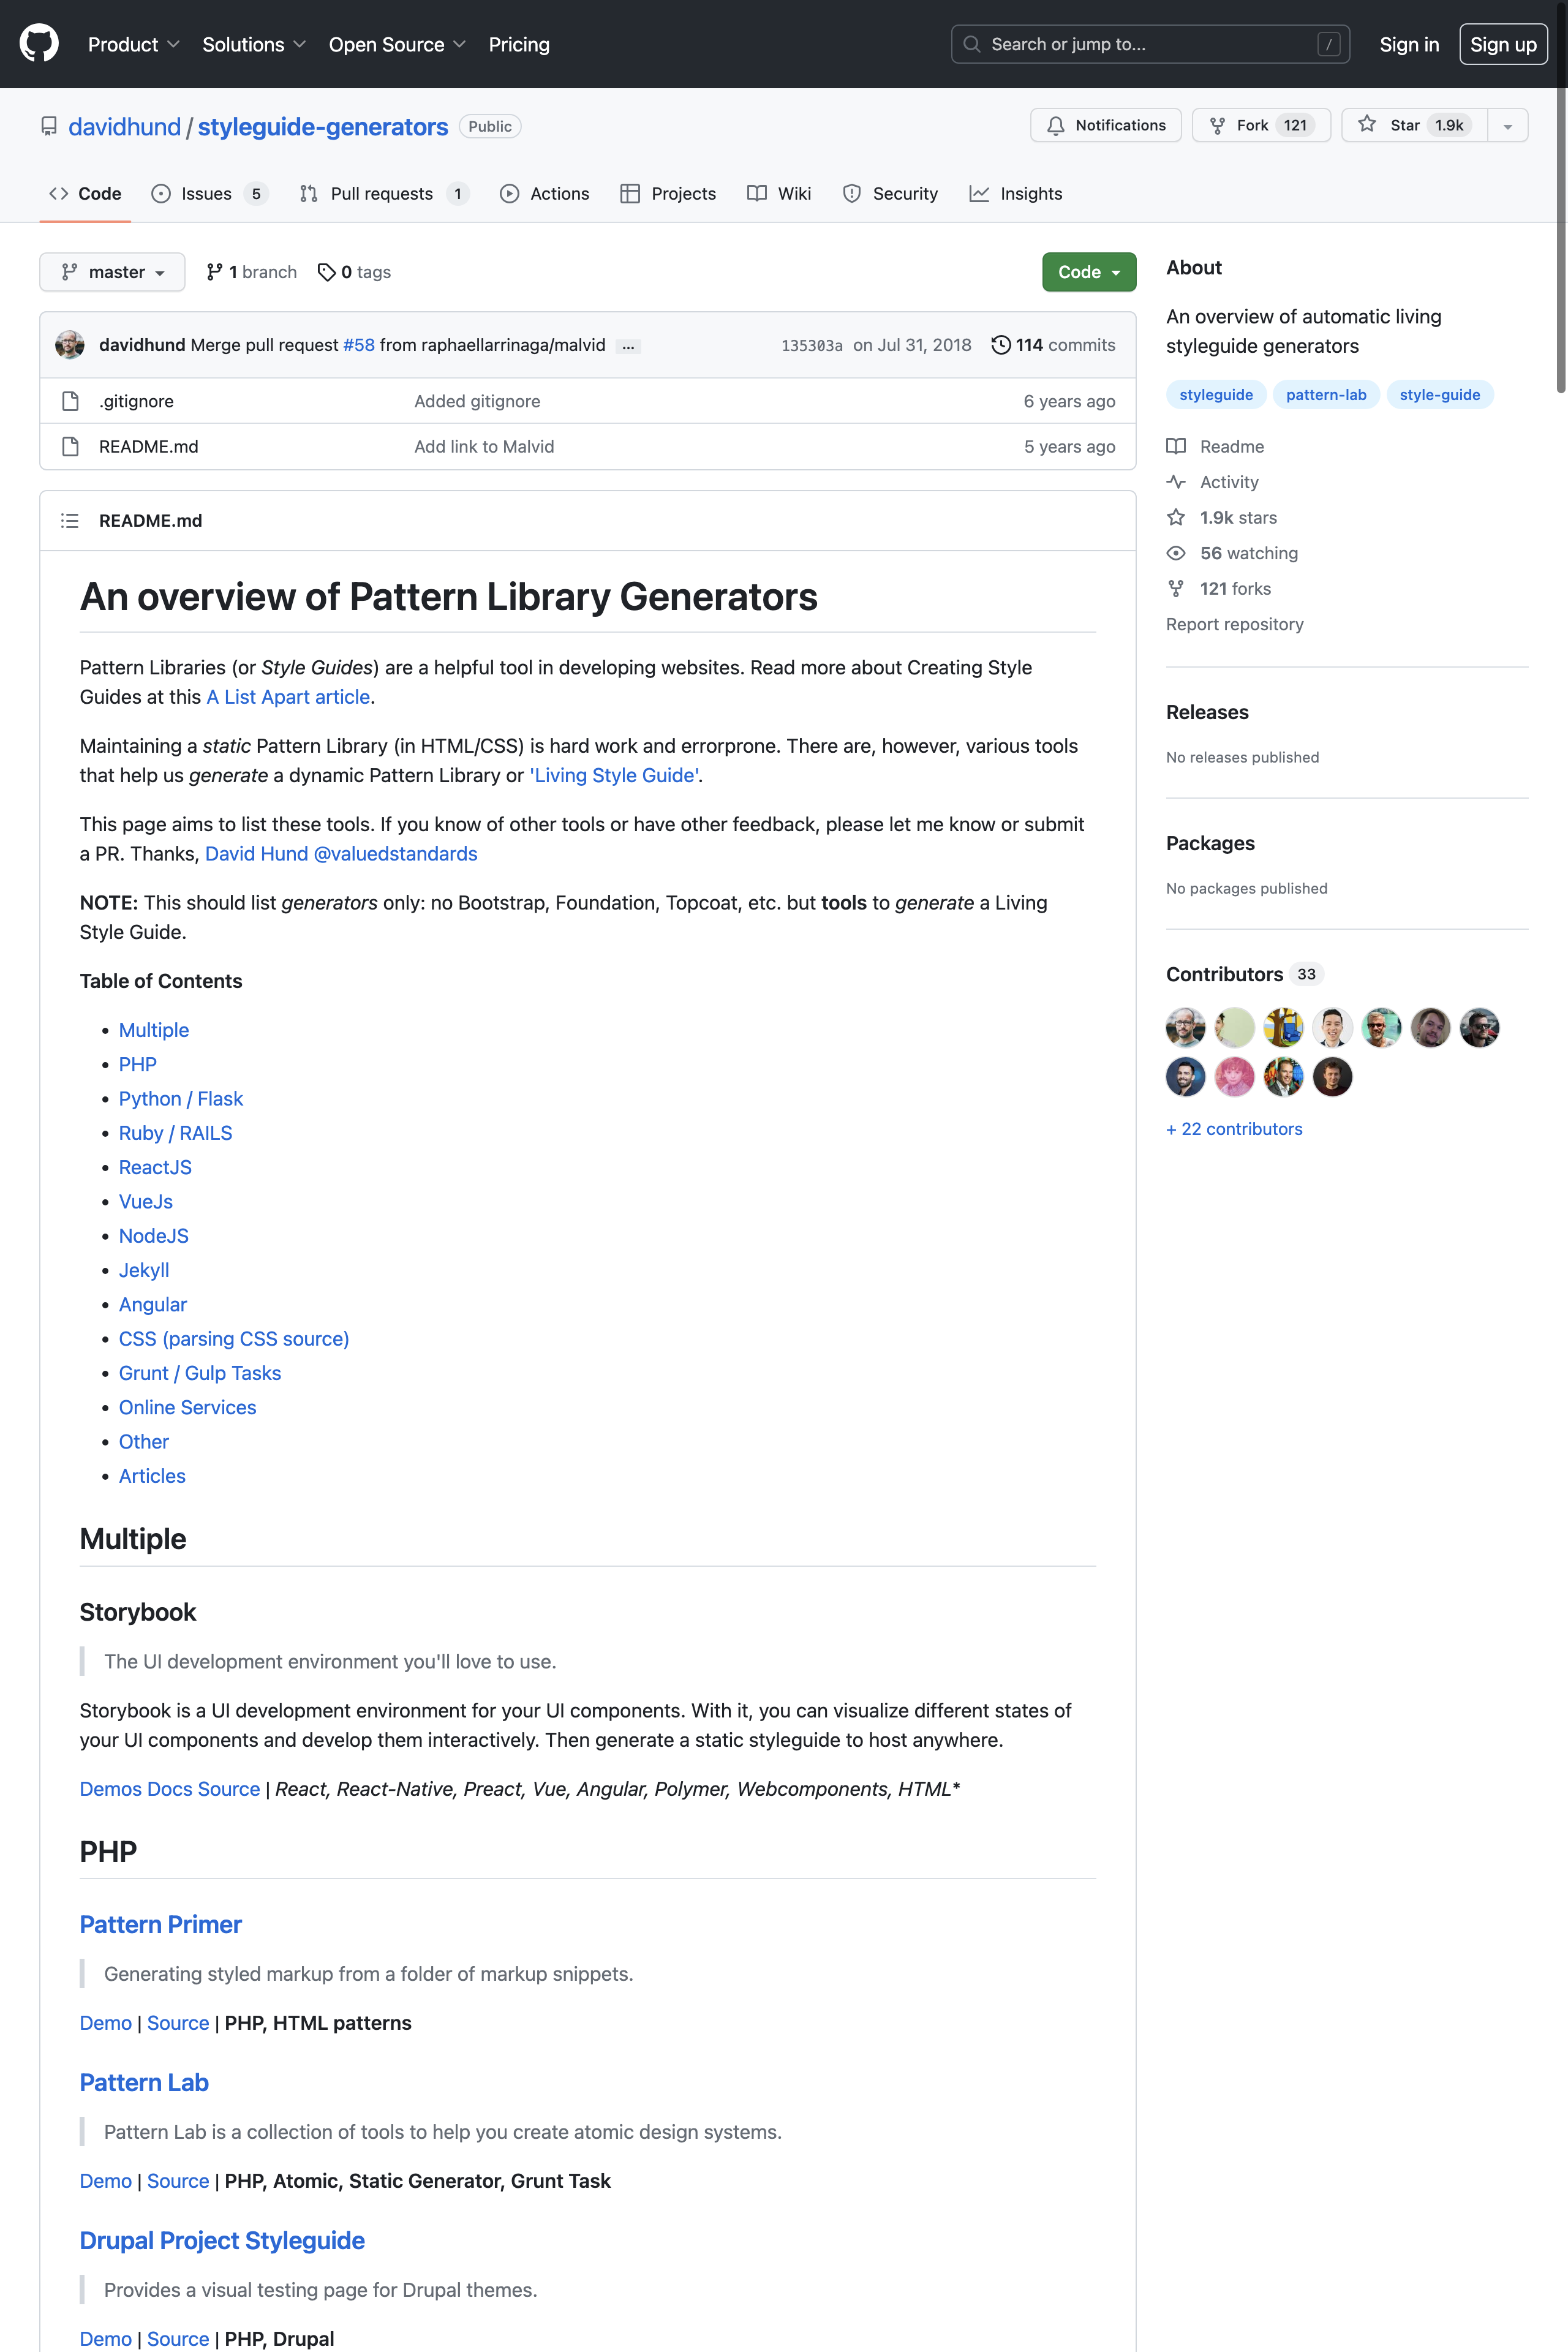 Product Solutions Open Source Pricing Search or jump to... / Sign in Sign up
davidhund / styleguide-generators Public Notifications Fork 121 Star 1.9k
Code Issues 5 Pull requests 1 Actions Projects Wiki Security Insights
master 1 branch 0 tags Code
davidhund Merge pull request #58 from raphaellarrinaga/malvid ... 135303a on Jul 31, 2018 114 commits
.gitignore Added gitignore 6 years ago
README.md Add link to Malvid 5 years ago
README.md
An overview of Pattern Library Generators
Pattern Libraries (or Style Guides) are a helpful tool in developing websites. Read more about Creating Style
Guides at this A List Apart article.
Maintaining a static Pattern Library (in HTML/CSS) is hard work and errorprone. There are, however, various tools
that help us generate a dynamic Pattern Library or 'Living Style Guide'.
This page aims to list these tools. If you know of other tools or have other feedback, please let me know or submit
a PR. Thanks, David Hund @valuedstandards
NOTE: This should list generators only: no Bootstrap, Foundation, Topcoat, etc. but tools to generate a Living
Style Guide.
Table of Contents
• Multiple
• PHP
• Python / Flask
• Ruby / RAILS
• ReactJS
• VueJs
• NodeJS
• Jekyll
• Angular
• CSS (parsing CSS source)
• Grunt / Gulp Tasks
• Online Services
• Other
• Articles
Multiple
Storybook
The UI development environment you'll love to use.
Storybook is a UI development environment for your UI components. With it, you can visualize different states of
your UI components and develop them interactively. Then generate a static styleguide to host anywhere.
Demos Docs Source | React, React-Native, Preact, Vue, Angular, Polymer, Webcomponents, HTML*
PHP
Pattern Primer
Generating styled markup from a folder of markup snippets.
Demo | Source | PHP, HTML patterns
Pattern Lab
Pattern Lab is a collection of tools to help you create atomic design systems.
Demo | Source | PHP, Atomic, Static Generator, Grunt Task
Drupal Project Styleguide
Provides a visual testing page for Drupal themes.
Demo | Source | PHP, Drupal
About
An overview of automatic living
styleguide generators
styleguide pattern-lab style-guide
Readme
Activity
1.9k stars
56 watching
121 forks
Report repository
Releases
No releases published
Packages
No packages published
Contributors 33
+ 22 contributors